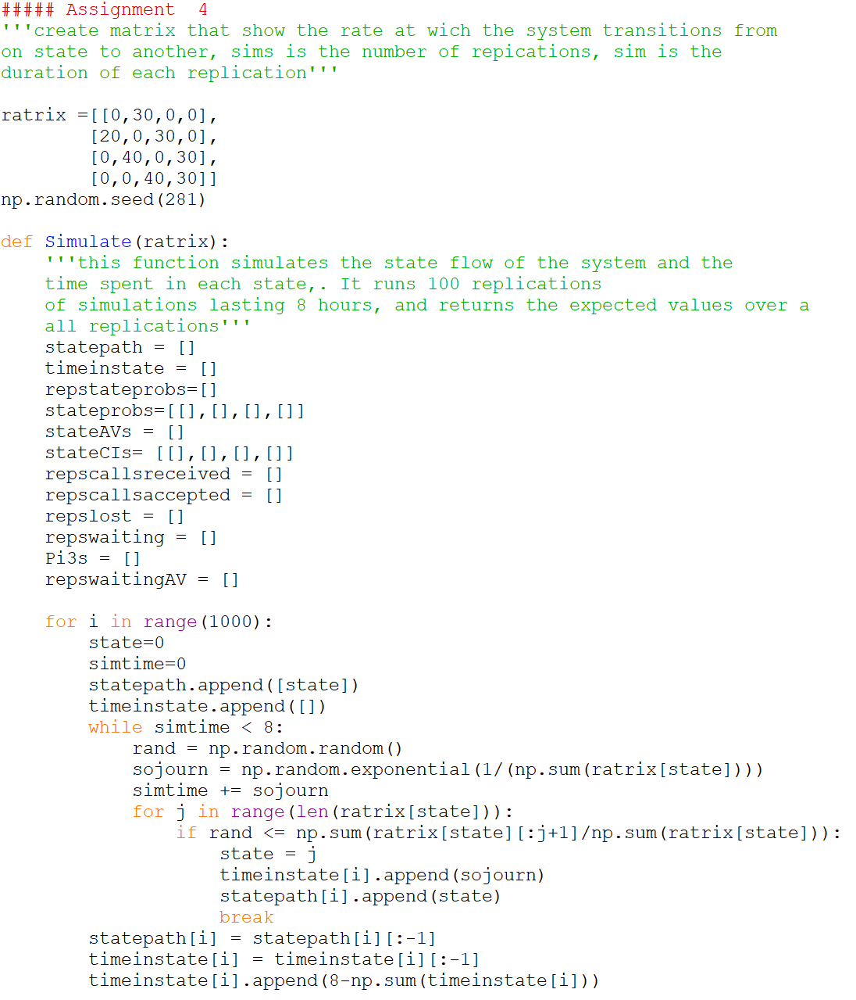 ##### Assignment  4
'''create matrix that show the rate at wich the system transitions from
on state to another, sims is the number of repications, sim is the
duration of each replication'''

ratrix =[[0,30,0,0],
        [20,0,30,0],
        [0,40,0,30],
        [0,0,40,30]]
np.random.seed(281)

def Simulate(ratrix):
    '''this function simulates the state flow of the system and the
    time spent in each state,. It runs 100 replications
    of simulations lasting 8 hours, and returns the expected values over a
    all replications'''
    statepath = []
    timeinstate = []
    repstateprobs=[]
    stateprobs=[[],[],[],[]]
    stateAVs = []
    stateCIs= [[],[],[],[]]
    repscallsreceived = []
    repscallsaccepted = []
    repslost = []
    repswaiting = []
    Pi3s = []
    repswaitingAV = []

    for i in range(1000):
        state=0
        simtime=0
        statepath.append([state])
        timeinstate.append([])
        while simtime < 8:
            rand = np.random.random()
            sojourn = np.random.exponential(1/(np.sum(ratrix[state])))
            simtime += sojourn
            for j in range(len(ratrix[state])):
                if rand <= np.sum(ratrix[state][:j+1]/np.sum(ratrix[state])):
                    state = j
                    timeinstate[i].append(sojourn)
                    statepath[i].append(state)
                    break
        statepath[i] = statepath[i][:-1]
        timeinstate[i] = timeinstate[i][:-1]
        timeinstate[i].append(8-np.sum(timeinstate[i]))